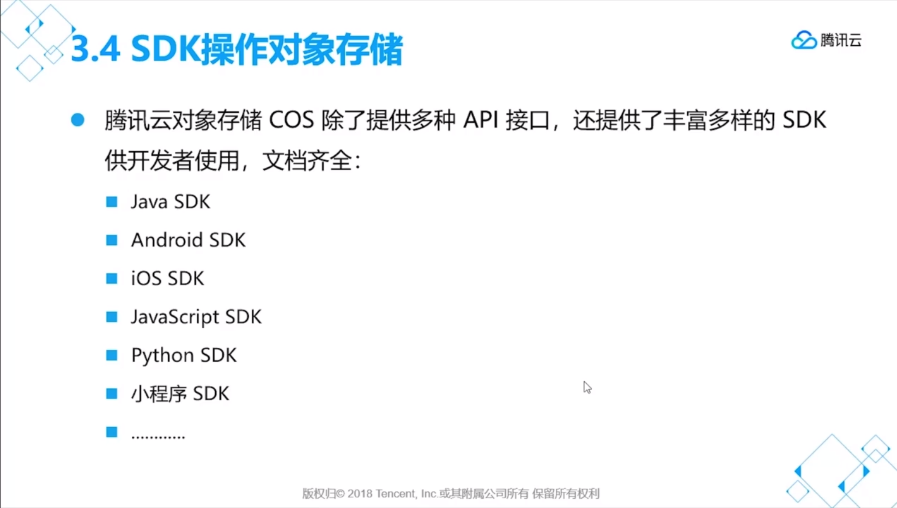 3.4 SDK操作对象存储
腾讯云
腾讯云对象存储 COS 除了提供多种 API 接口，还提供了丰富多样的 SDK
供开发者使用，文档齐全：
Java SDK
Android SDK
iOS SDK
JavaScript SDK
Python SDK
小程序 SDK
............
版权归© 2018 Tencent, Inc.或其附属公司所有 保留所有权利